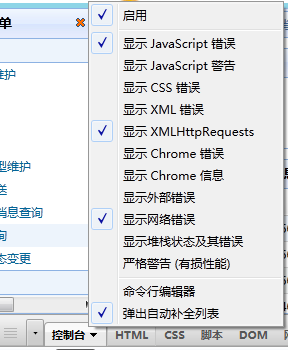 单
启用
显示 JavaScript 错误
显示 JavaScript 警告
维护
显示 CSS 错误
显示 XML 错误
显示 XMLHttpRequests
显示 Chrome 错误
型维护
显示 Chrome 信息
送
显示外部错误
消息查询
显示网络错误
询
显示堆栈状态及其错误
态变更
严格警告 (有损性能)
命令行编辑器
弹出自动补全列表
控制台
HTML
CSS
脚本
DOM
网